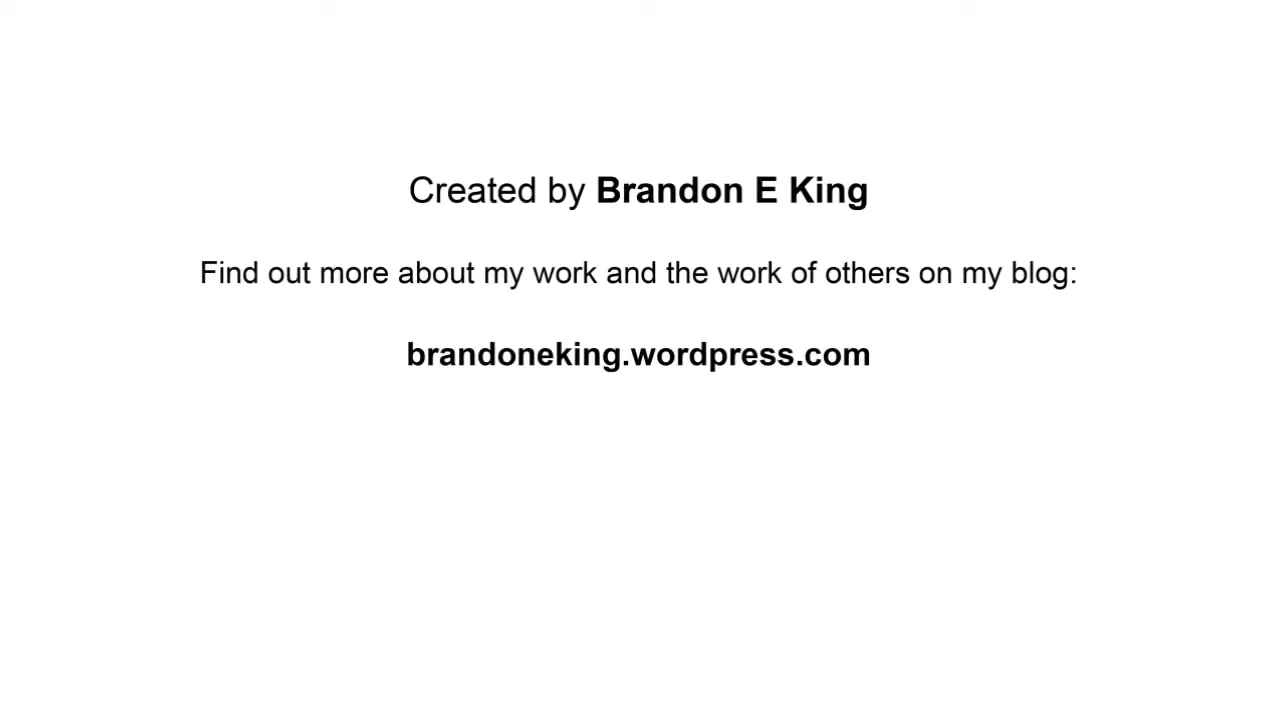 Created by Brandon E King
Find out more about my work and the work of others on my blog:
brandoneking.wordpress.com